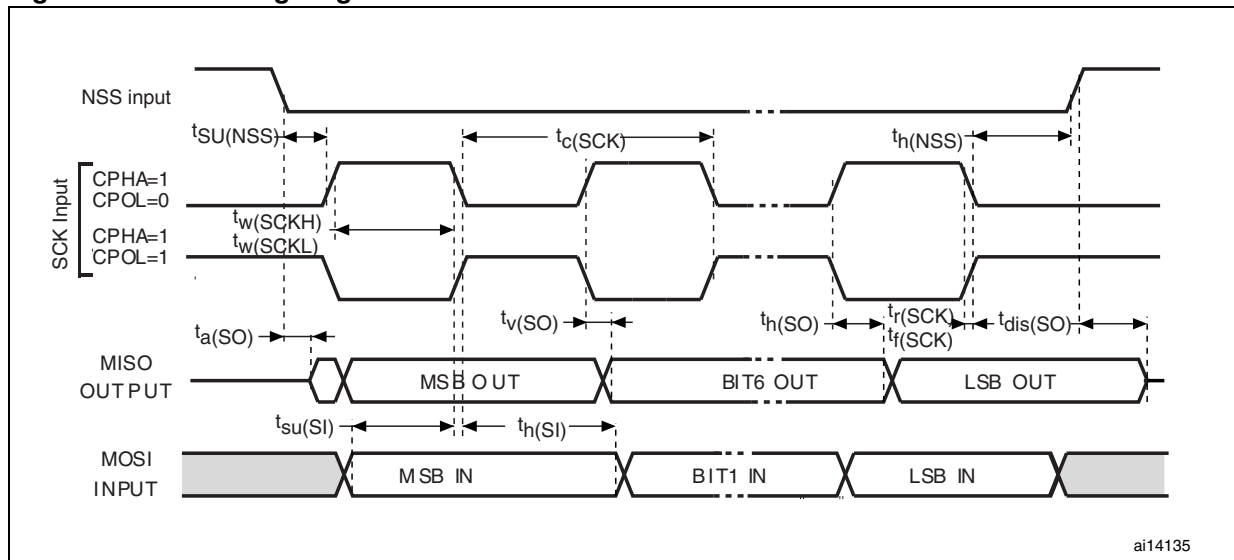 NSS input
tSU(NSS)
tc(SCK)
th(NSS)
SCK Input
CPHA=1
CPOL=0
tw(SCKH)
tw(SCKL)
CPHA=1
CPOL=1
ta(SO)
tv(SO)
th(SO)
tr(SCK)
tf(SCK)
tdis(SO)
MISO
OUTPUT
MSB OUT
BIT6 OUT
LSB OUT
tsu(SI)
th(SI)
MOSI
INPUT
MSB IN
BIT1 IN
LSB IN
ai14135